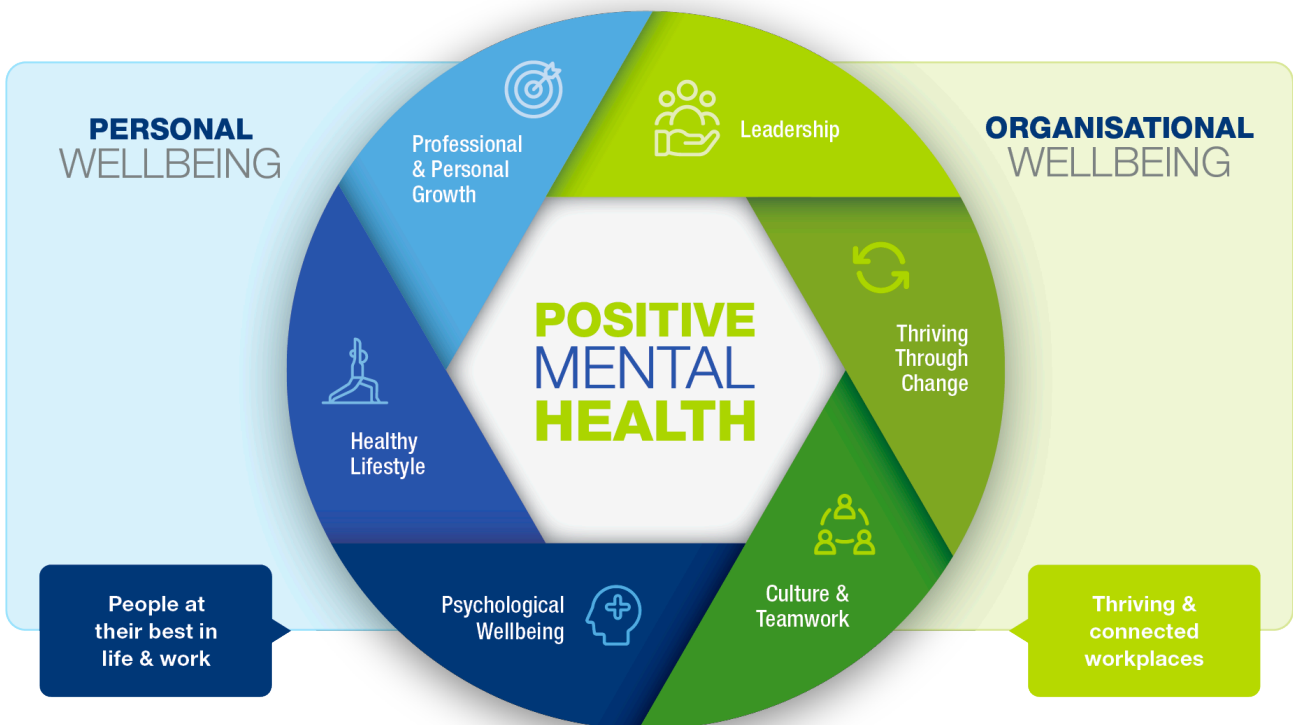 PERSONAL
WELLBEING
Professional
& Personal
Growth
Leadership
ORGANISATIONAL
WELLBEING
Thriving
Through
Change
POSITIVE
MENTAL
HEALTH
Healthy
Lifestyle
Psychological
Wellbeing
Culture &
Teamwork
People at
their best in
life & work
Thriving &
connected
workplaces